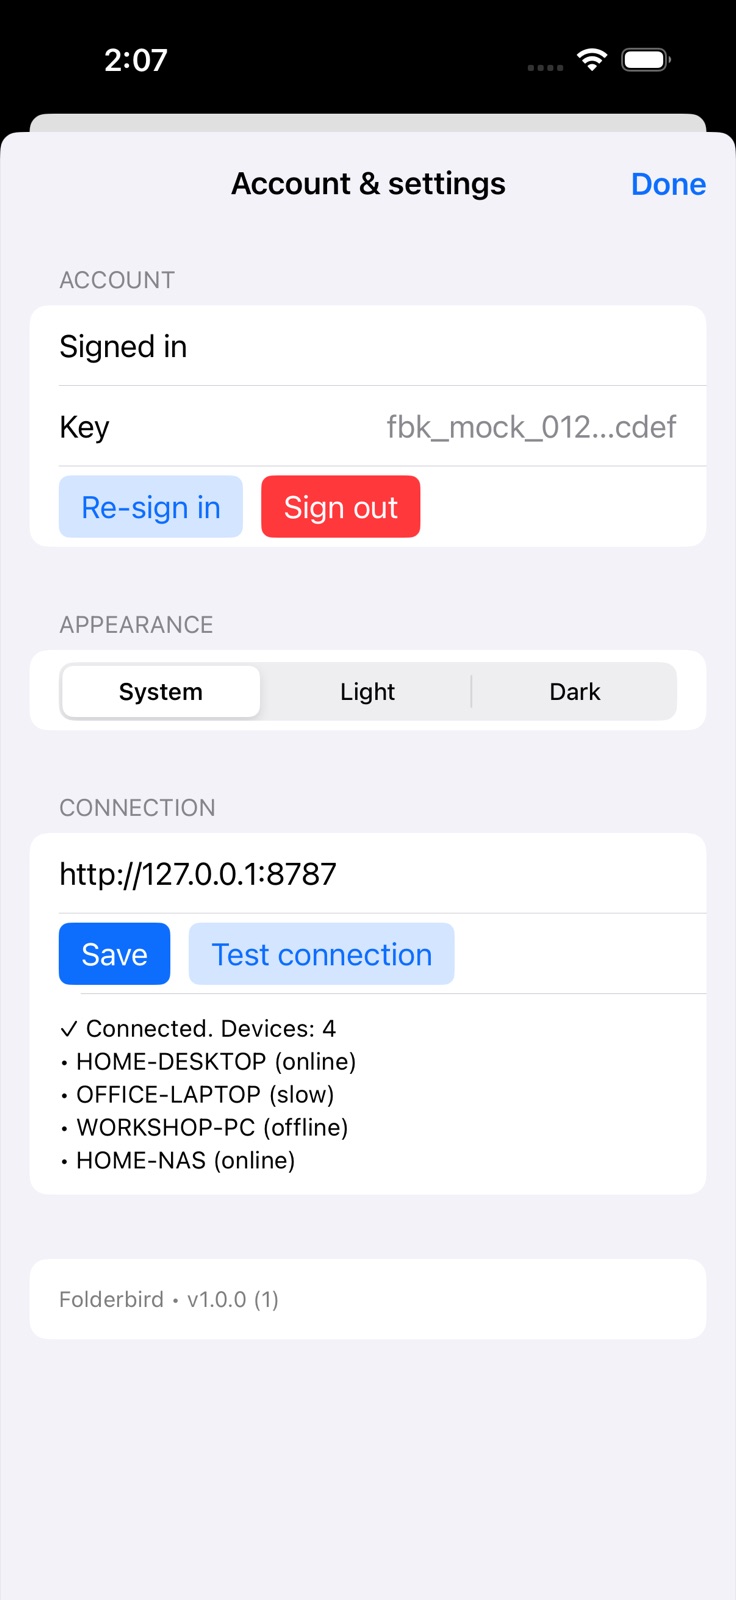 2:07
Account & settings
Done
ACCOUNT
Signed in
Key fbk_mock_012...cdef
Re-sign in Sign out
APPEARANCE
System Light Dark
CONNECTION
http://127.0.0.1:8787
Save Test connection
✓ Connected. Devices: 4
• HOME-DESKTOP (online)
• OFFICE-LAPTOP (slow)
• WORKSHOP-PC (offline)
• HOME-NAS (online)
Folderbird • v1.0.0 (1)